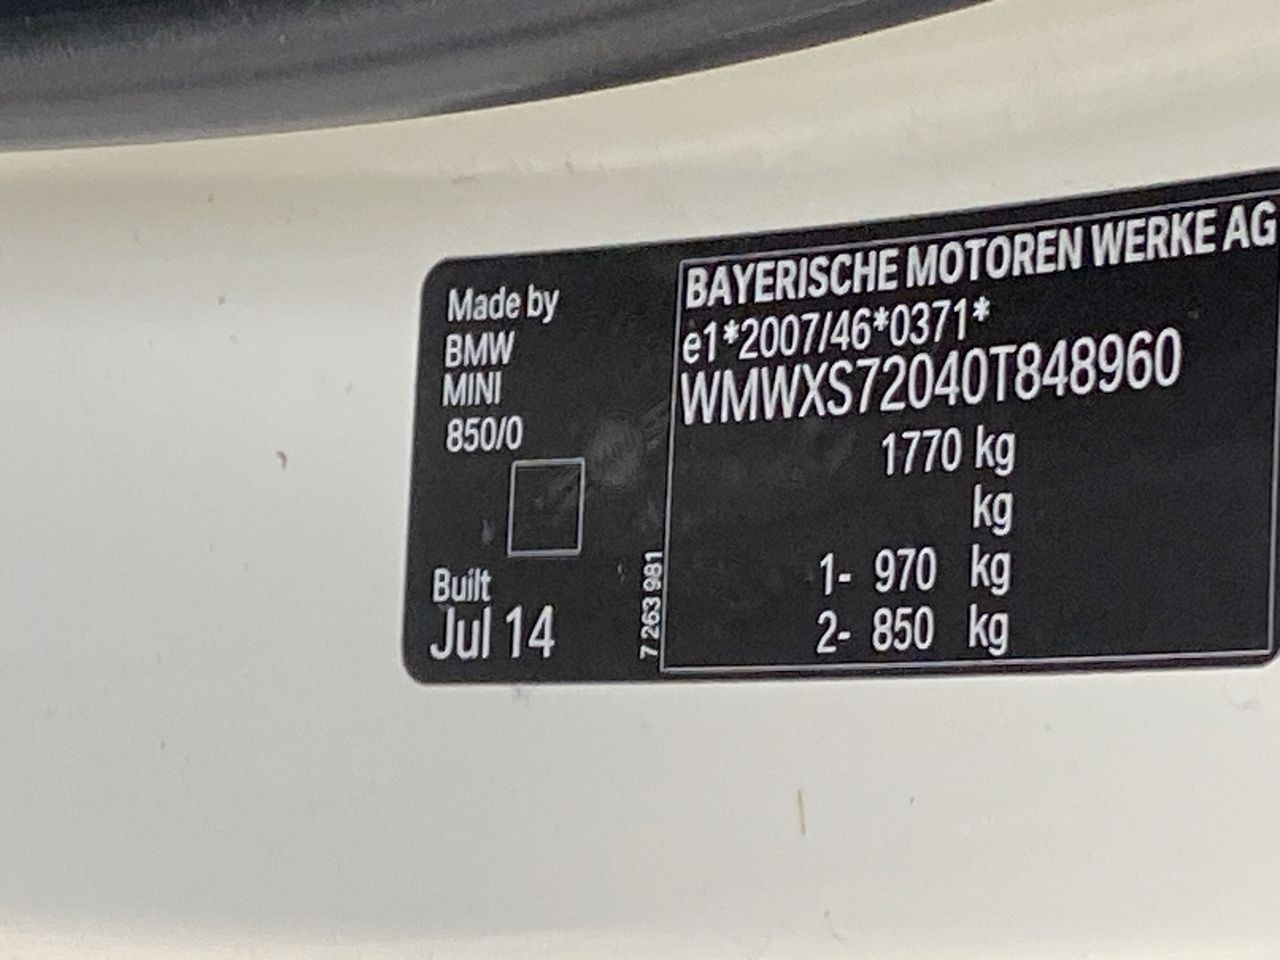 Made by
BMW
MINI
850/0
Built
Jul 14
7 263 981
BAYERISCHE MOTOREN WERKE AG
e1*2007/46*0371*
WMWXS72040T848960
1770 kg
kg
1- 970 kg
2- 850 kg